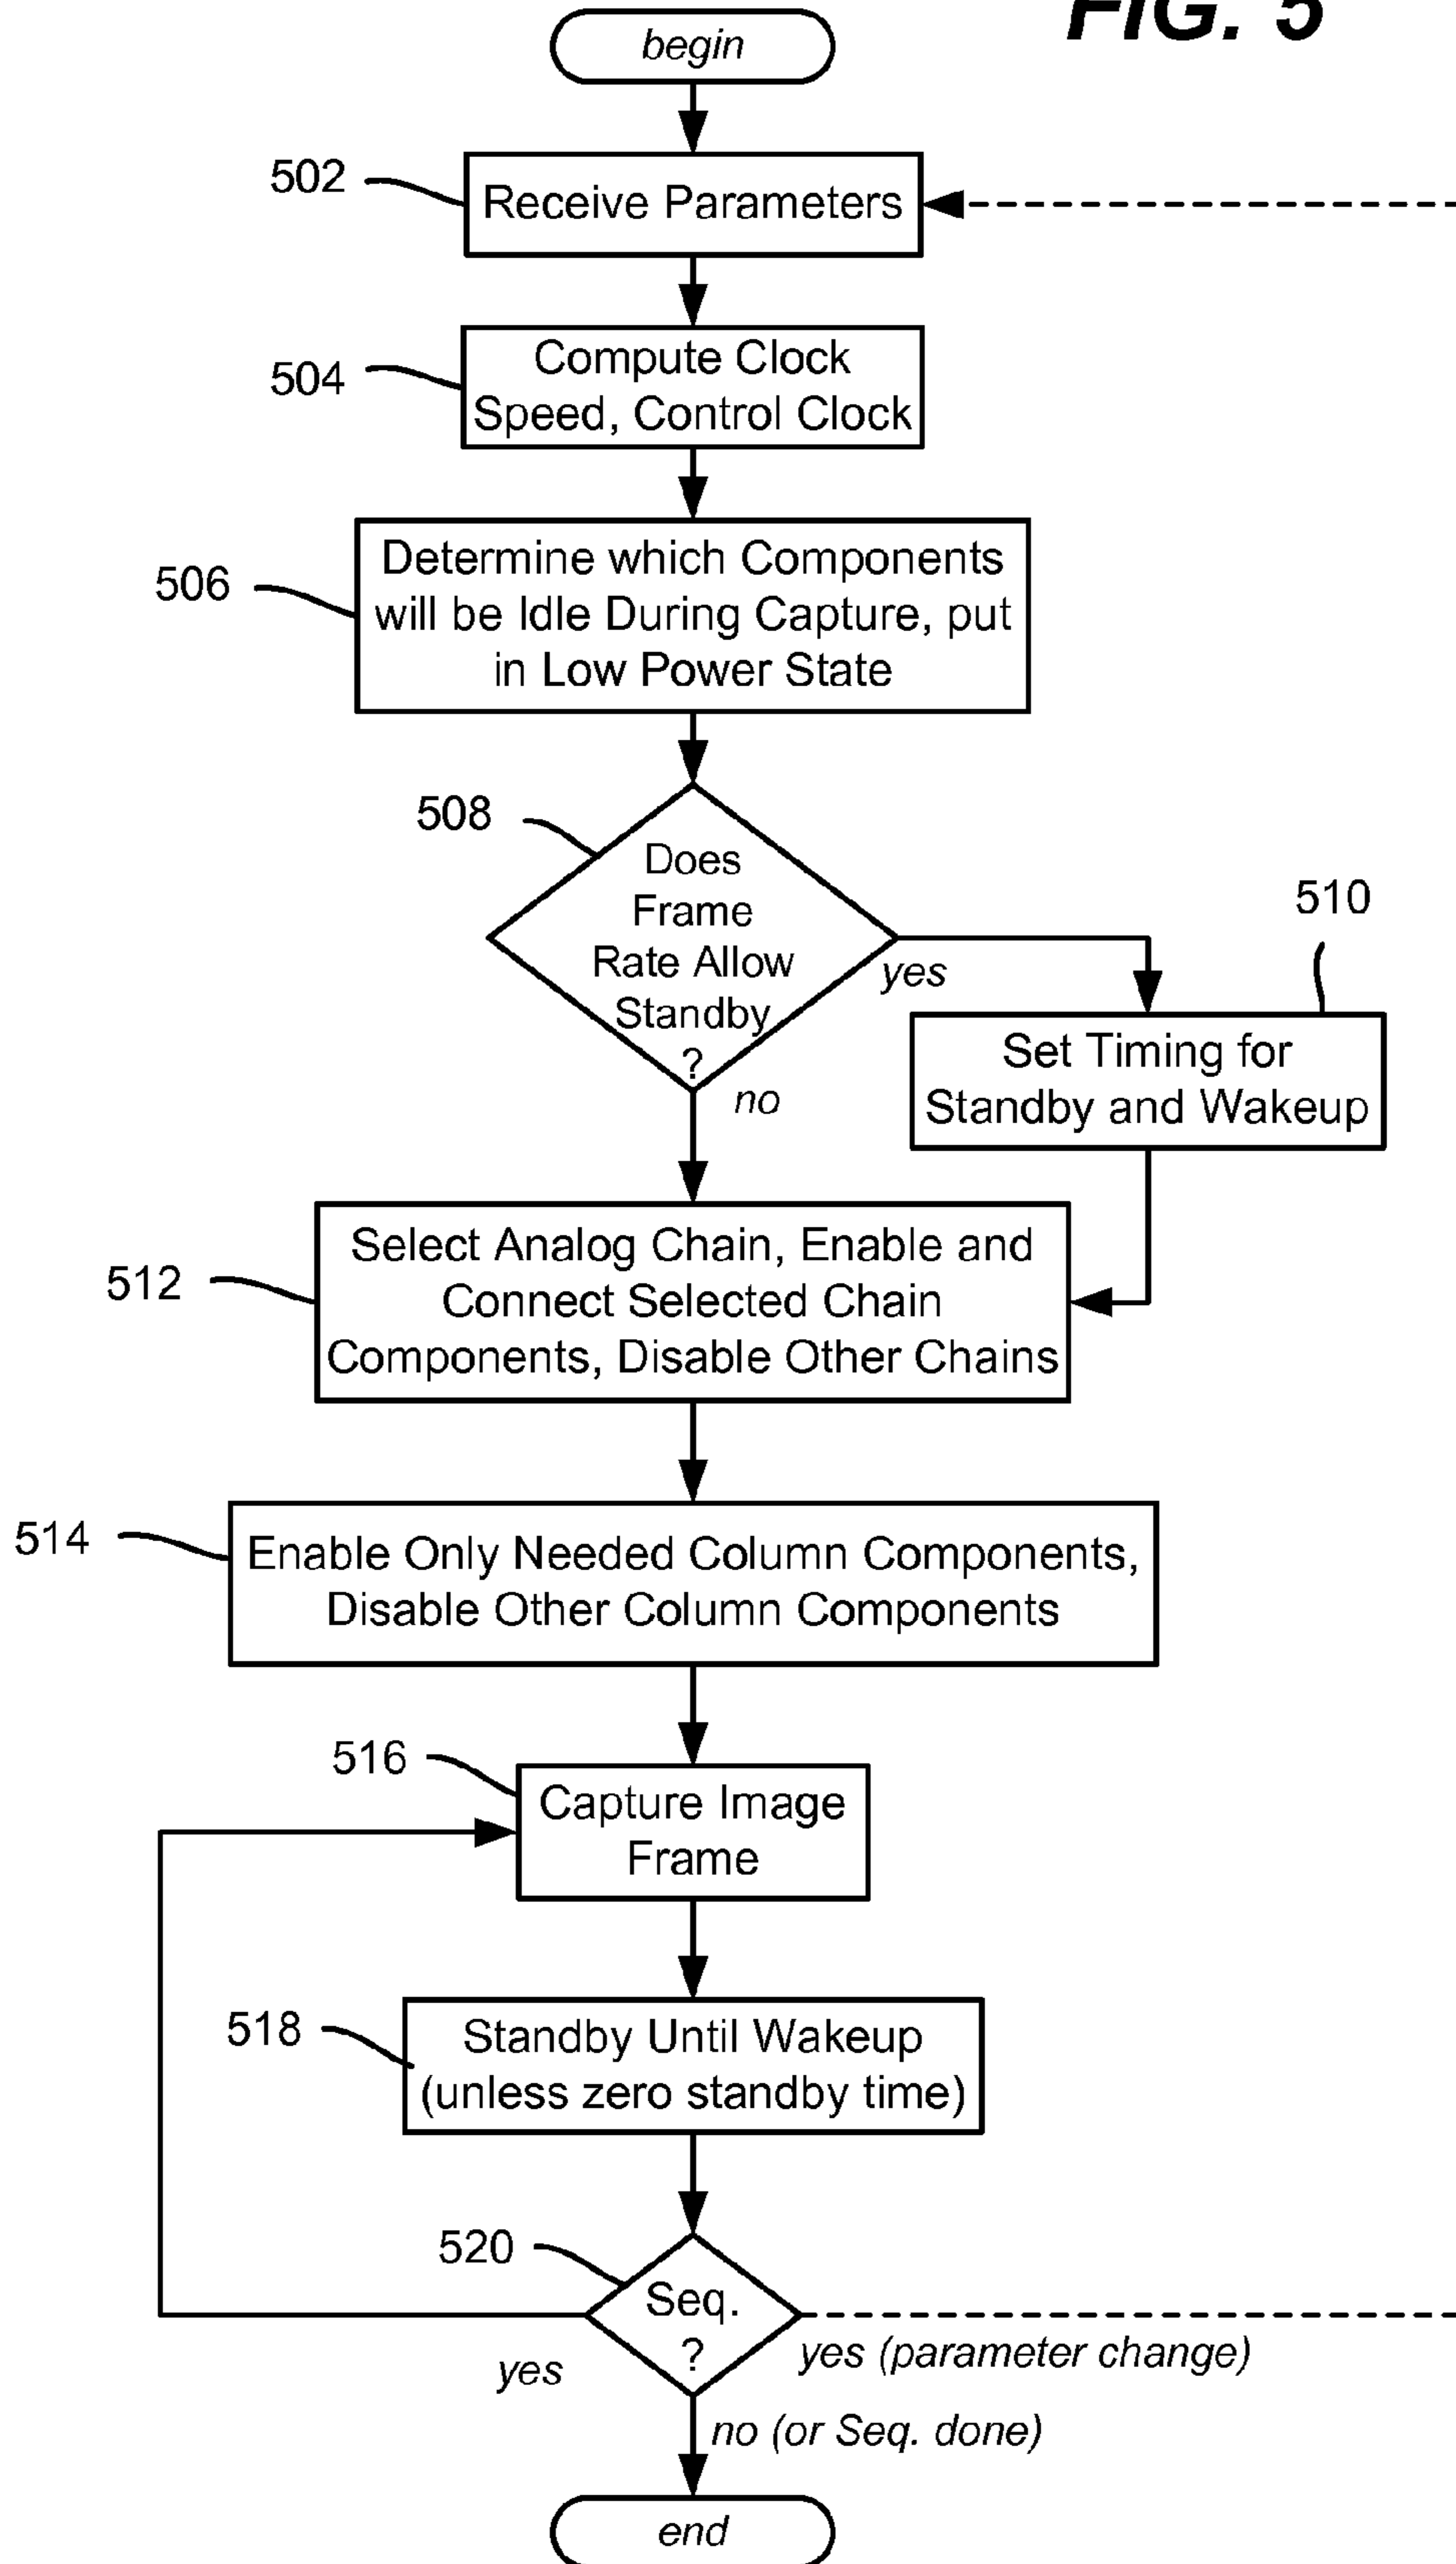 FIG. 5
begin
502
Receive Parameters
504
Compute Clock
Speed, Control Clock
506
Determine which Components
will be Idle During Capture, put
in Low Power State
508
Does
Frame
Rate Allow
Standby
?
yes
no
510
Set Timing for
Standby and Wakeup
512
Select Analog Chain, Enable and
Connect Selected Chain
Components, Disable Other Chains
514
Enable Only Needed Column Components,
Disable Other Column Components
516
Capture Image
Frame
518
Standby Until Wakeup
(unless zero standby time)
520
Seq.
?
yes
yes (parameter change)
no (or Seq. done)
end